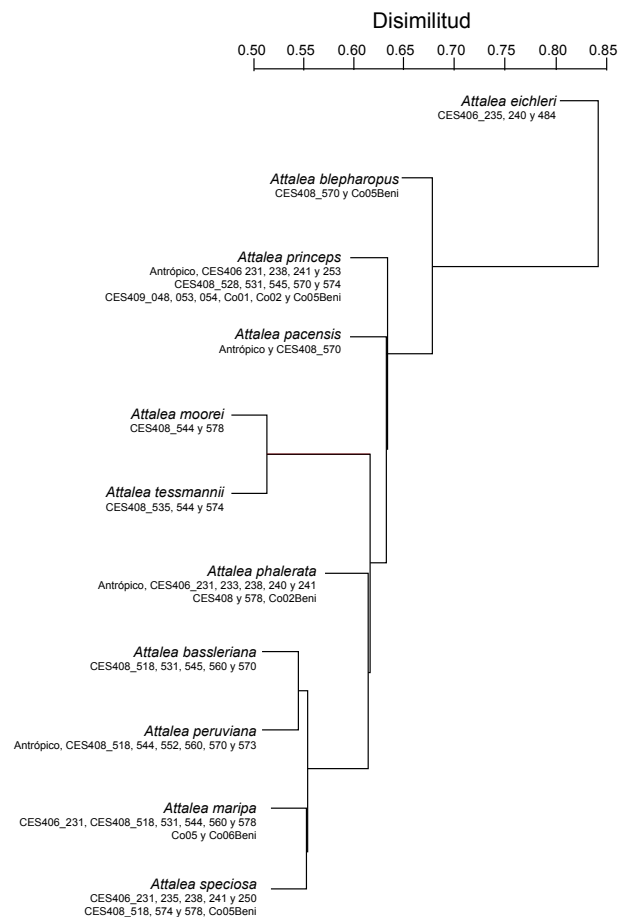 Disimilitud
0.50 0.55 0.60 0.65 0.70 0.75 0.80 0.85
Attalea eichleri
CES406_235, 240 y 484
Attalea blepharopus
CES408_570 y Co05Beni
Attalea princeps
Antrópico, CES406 231, 238, 241 y 253
CES408_528, 531, 545, 570 y 574
CES409_048, 053, 054, Co01, Co02 y Co05Beni
Attalea pacensis
Antrópico y CES408_570
Attalea moorei
CES408_544 y 578
Attalea tessmannii
CES408_535, 544 y 574
Attalea phalerata
Antrópico, CES406_231, 233, 238, 240 y 241
CES408 y 578, Co02Beni
Attalea bassleriana
CES408_518, 531, 545, 560 y 570
Attalea peruviana
Antrópico, CES408_518, 544, 552, 560, 570 y 573
Attalea maripa
CES406_231, CES408_518, 531, 544, 560 y 578
Co05 y Co06Beni
Attalea speciosa
CES406_231, 235, 238, 241 y 250
CES408_518, 574 y 578, Co05Beni